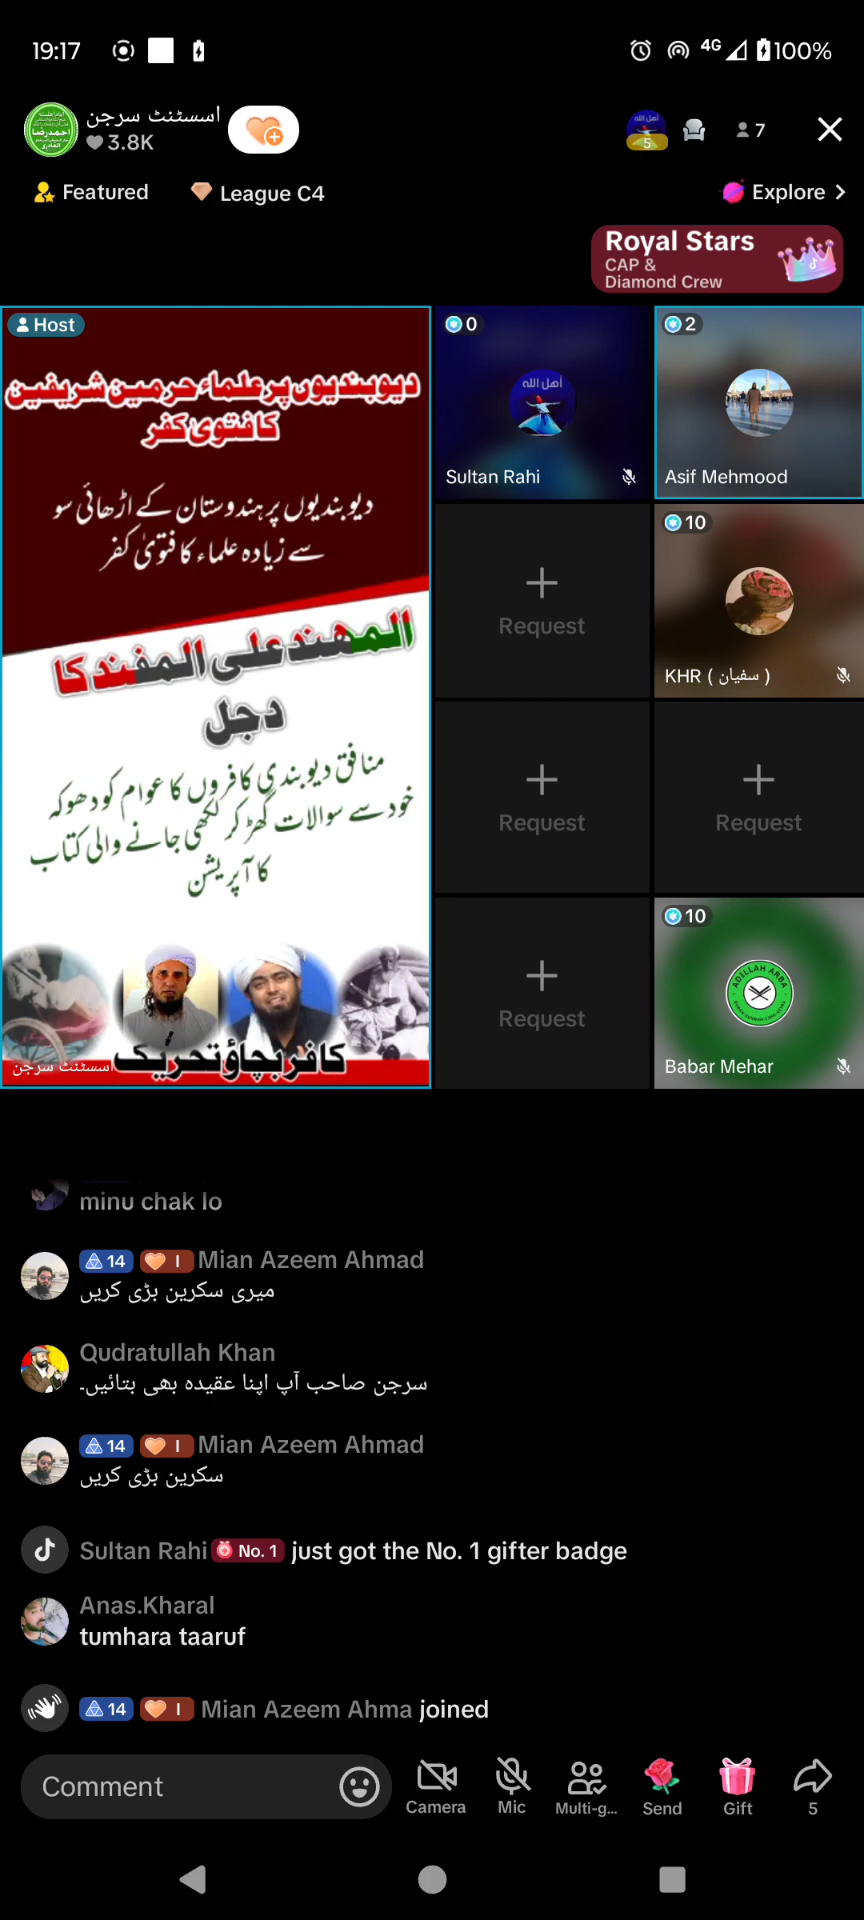 19:17
4G
100%
اسسٹنٹ سرجن
3.8K
5
7
Featured
League C4
Explore
Royal Stars
CAP &
Diamond Crew
Host
دیوبندیوں پر علماء حرمین شریفین
کا فتویٰ کفر
دیوبندیوں پر ہندوستان کے اڑھائی سو
سے زیادہ علماء کا فتویٰ کفر
المہند علی المفند کا
دجل
منافق دیوبندی کافروں کا عوام کو دھوکہ
خود سے سوالات گھڑ کر لکھی جانے والی کتاب
کا آپریشن
کافر بچاؤ تحریک
اسسٹنٹ سرجن
0
أهل الله
Sultan Rahi
2
Asif Mehmood
Request
10
KHR ( سفیان )
Request
Request
Request
10
ADILLAH ARBA
Babar Mehar
minu chak lo
14 I Mian Azeem Ahmad
میری سکرین بڑی کریں
Qudratullah Khan
سرجن صاحب آپ اپنا عقیدہ بھی بتائیں۔
14 I Mian Azeem Ahmad
سکرین بڑی کریں
Sultan Rahi No. 1 just got the No. 1 gifter badge
Anas.Kharal
tumhara taaruf
14 I Mian Azeem Ahma joined
Comment
Camera
Mic
Multi-g...
Send
Gift
5